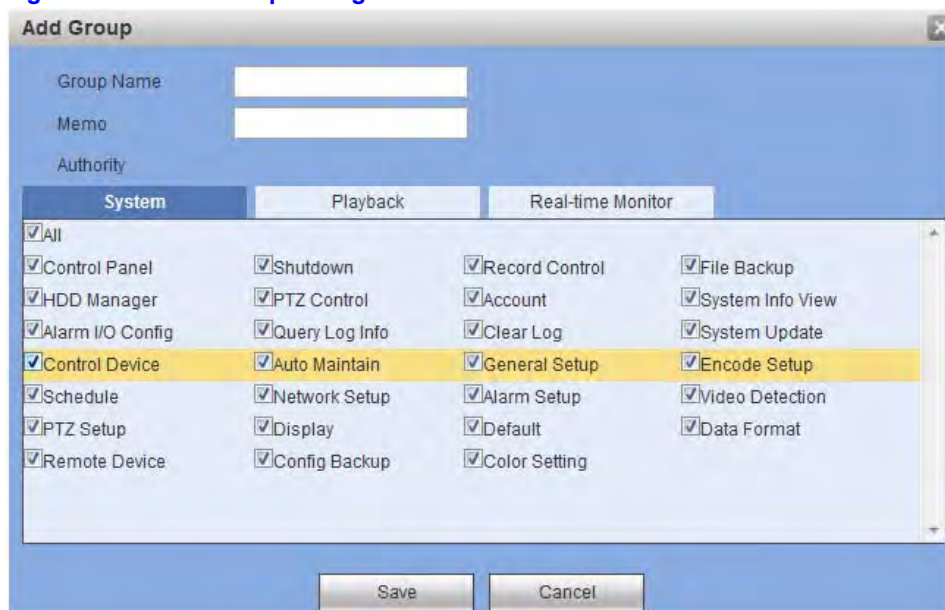 Add Group
Group Name
Memo
Authority
System Playback Real-time Monitor
All
Control Panel Shutdown Record Control File Backup
HDD Manager PTZ Control Account System Info View
Alarm I/O Config Query Log Info Clear Log System Update
Control Device Auto Maintain General Setup Encode Setup
Schedule Network Setup Alarm Setup Video Detection
PTZ Setup Display Default Data Format
Remote Device Config Backup Color Setting
Save Cancel